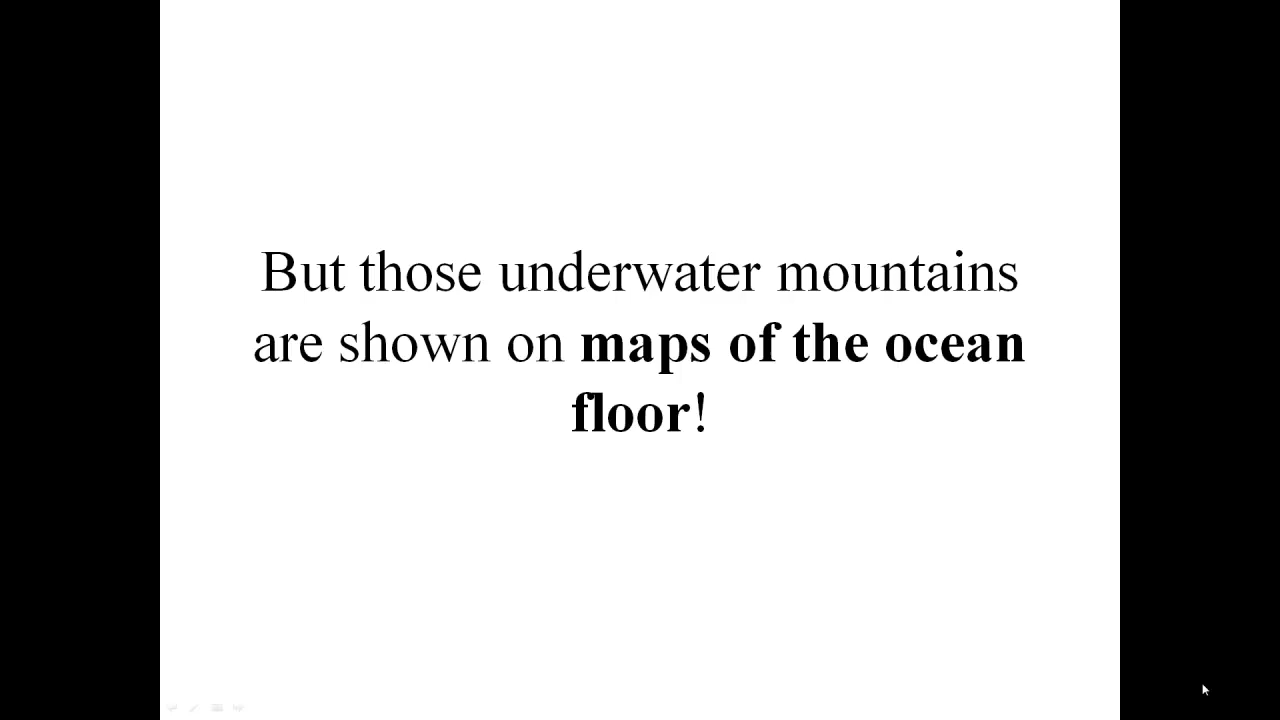 But those underwater mountains
are shown on maps of the ocean
floor!